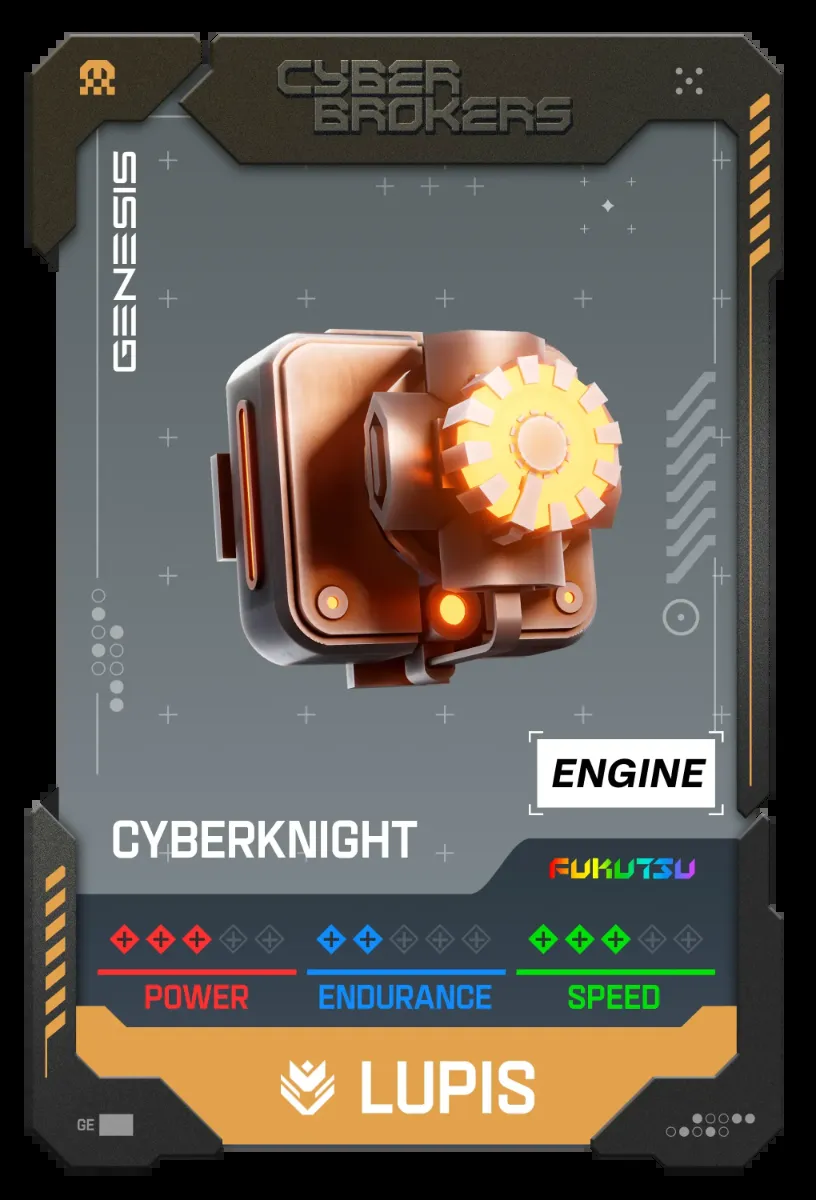 CYBER
BROKERS
GENESIS
ENGINE
CYBERKNIGHT
FUKUTSU
POWER
ENDURANCE
SPEED
LUPIS
GE